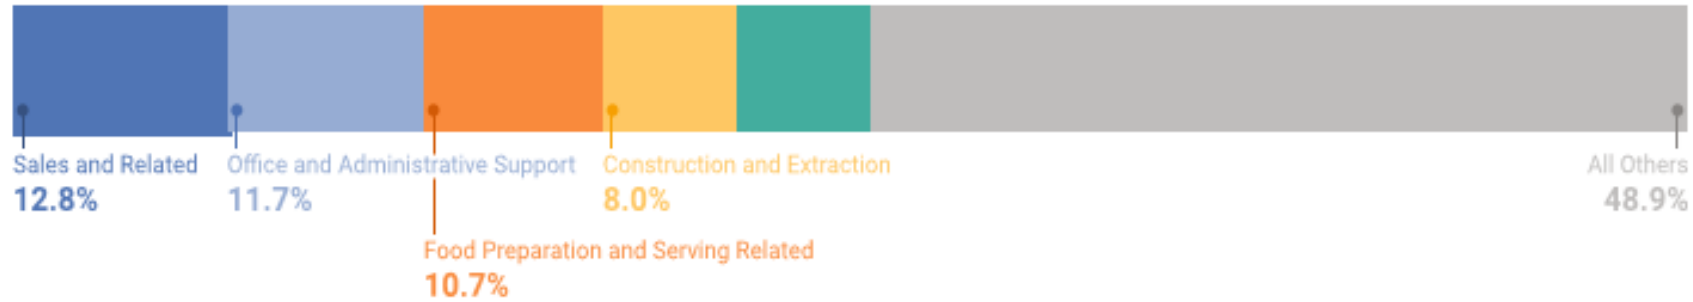 Sales and Related
12.8%
Office and Administrative Support
11.7%
Food Preparation and Serving Related
10.7%
Construction and Extraction
8.0%
All Others
48.9%